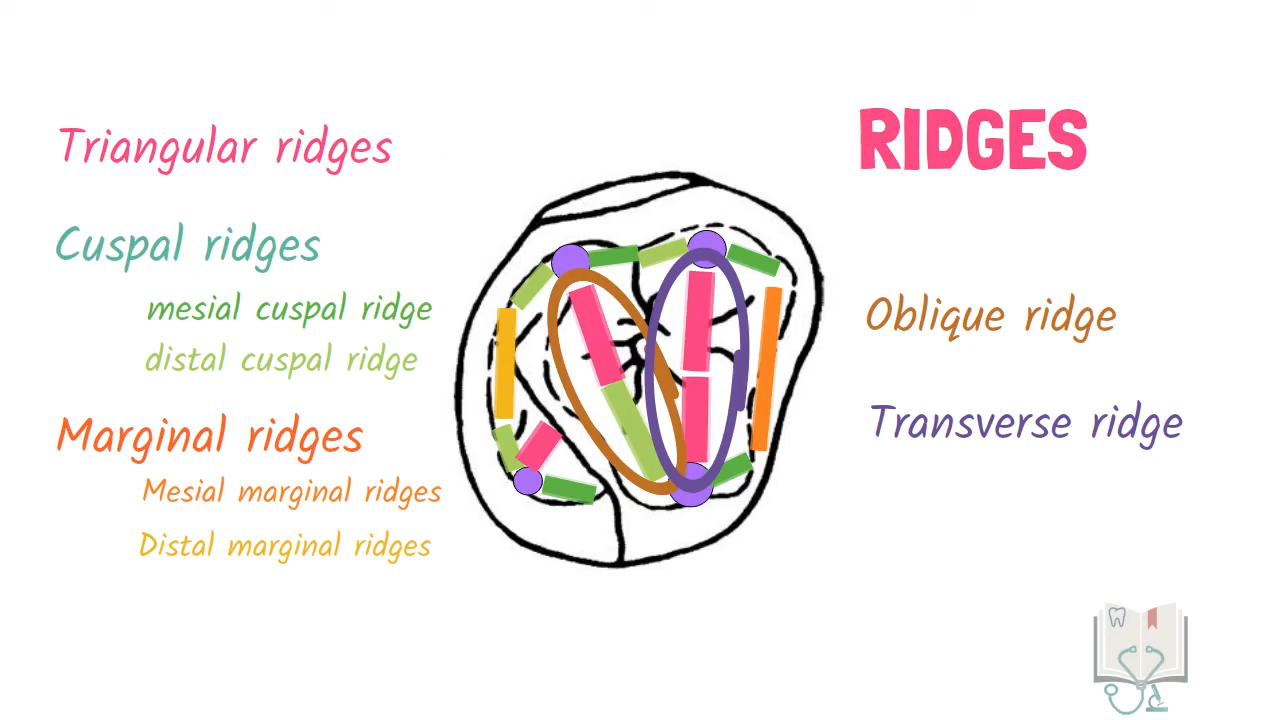 RIDGES
Triangular ridges
Cuspal ridges
mesial cuspal ridge
distal cuspal ridge
Marginal ridges
Mesial marginal ridges
Distal marginal ridges
Oblique ridge
Transverse ridge